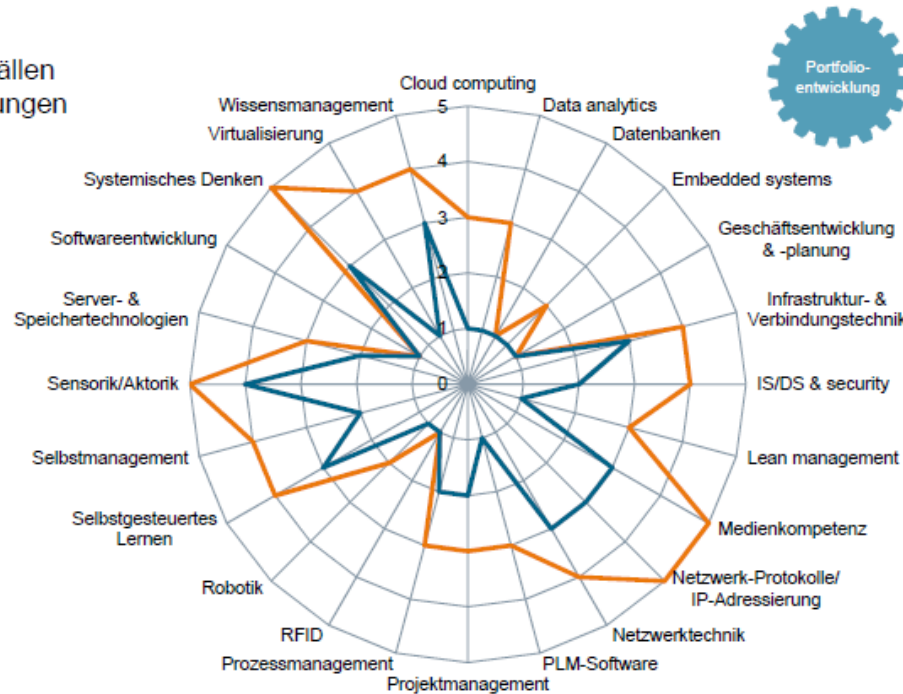 ällen
ungen
Portfolio-
entwicklung
Cloud computing
Data analytics
Datenbanken
Embedded systems
Geschäftsentwicklung
& -planung
Infrastruktur- &
Verbindungstechnik
IS/DS & security
Lean management
Medienkompetenz
Netzwerk-Protokolle/
IP-Adressierung
Netzwerktechnik
PLM-Software
Projektmanagement
Prozessmanagement
RFID
Robotik
Selbstgesteuertes
Lernen
Selbstmanagement
Sensorik/Aktorik
Server- &
Speichertechnologien
Softwareentwicklung
Systemisches Denken
Virtualisierung
Wissensmanagement
5
4
3
2
1
0